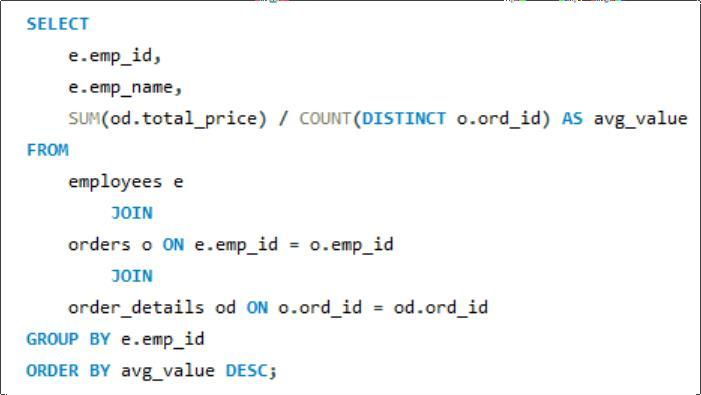 SELECT
e.emp_id,
e.emp_name,
SUM(od.total_price) / COUNT(DISTINCT o.ord_id) AS avg_value
FROM
employees e
JOIN
orders o ON e.emp_id = o.emp_id
JOIN
order_details od ON o.ord_id = od.ord_id
GROUP BY e.emp_id
ORDER BY avg_value DESC;